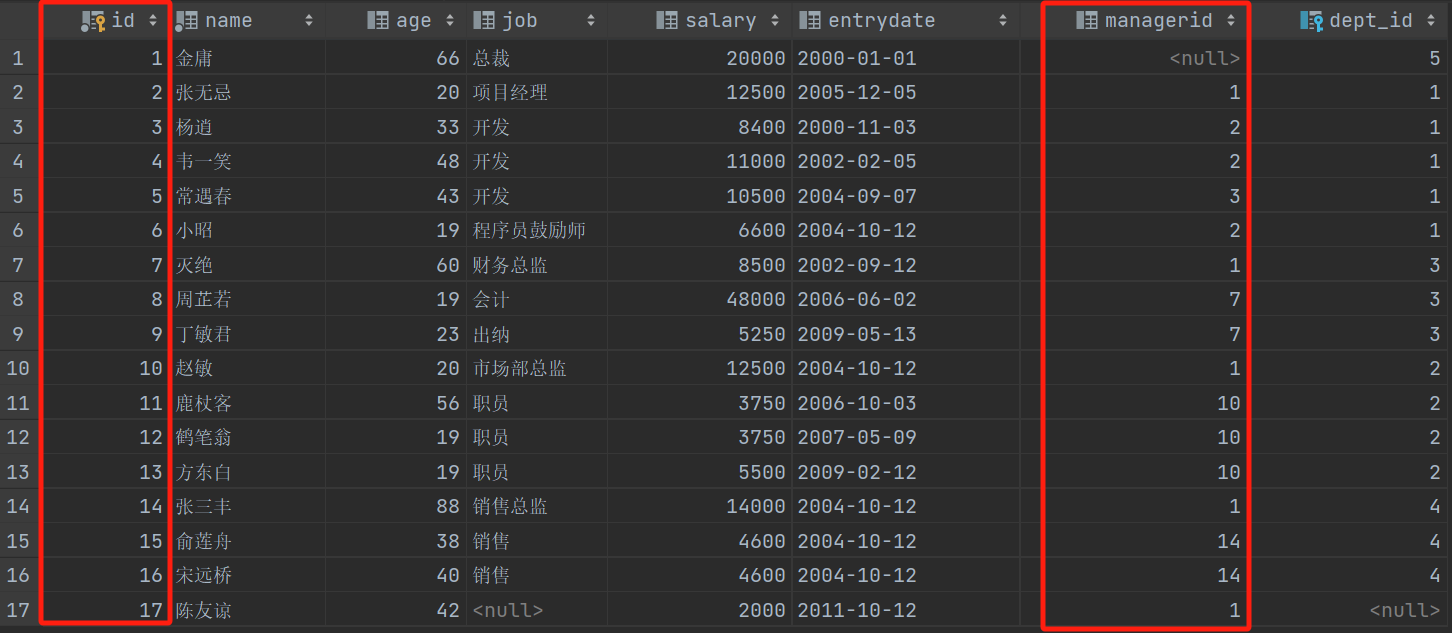 id name age job salary entrydate managerid dept_id
1 1 金庸 66 总裁 20000 2000-01-01 <null> 5
2 2 张无忌 20 项目经理 12500 2005-12-05 1 1
3 3 杨逍 33 开发 8400 2000-11-03 2 1
4 4 韦一笑 48 开发 11000 2002-02-05 2 1
5 5 常遇春 43 开发 10500 2004-09-07 3 1
6 6 小昭 19 程序员鼓励师 6600 2004-10-12 2 1
7 7 灭绝 60 财务总监 8500 2002-09-12 1 3
8 8 周芷若 19 会计 48000 2006-06-02 7 3
9 9 丁敏君 23 出纳 5250 2009-05-13 7 3
10 10 赵敏 20 市场部总监 12500 2004-10-12 1 2
11 11 鹿杖客 56 职员 3750 2006-10-03 10 2
12 12 鹤笔翁 19 职员 3750 2007-05-09 10 2
13 13 方东白 19 职员 5500 2009-02-12 10 2
14 14 张三丰 88 销售总监 14000 2004-10-12 1 4
15 15 俞莲舟 38 销售 4600 2004-10-12 14 4
16 16 宋远桥 40 销售 4600 2004-10-12 14 4
17 17 陈友谅 42 <null> 2000 2011-10-12 1 <null>